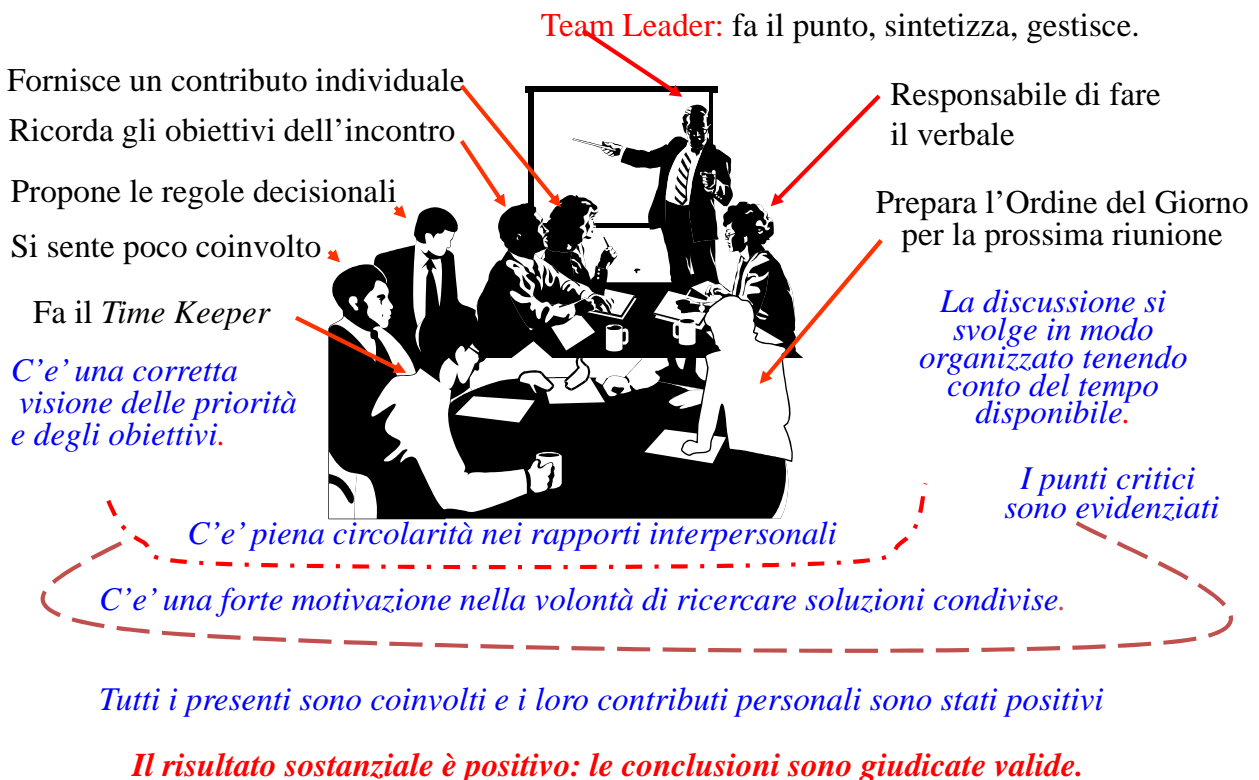 Team Leader: fa il punto, sintetizza, gestisce.
Fornisce un contributo individuale
Ricorda gli obiettivi dell’incontro
Propone le regole decisionali
Si sente poco coinvolto
Fa il Time Keeper
Responsabile di fare
il verbale
Prepara l’Ordine del Giorno
per la prossima riunione
C'e' una corretta
visione delle priorità
e degli obiettivi.
La discussione si
svolge in modo
organizzato tenendo
conto del tempo
disponibile.
I punti critici
sono evidenziati
C'e’ piena circolarità nei rapporti interpersonali
C'e’ una forte motivazione nella volontà di ricercare soluzioni condivise.
Tutti i presenti sono coinvolti e i loro contributi personali sono stati positivi
Il risultato sostanziale è positivo: le conclusioni sono giudicate valide.